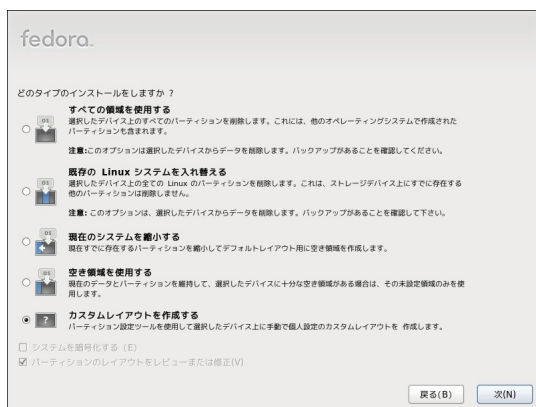 fedora
どのタイプのインストールをしますか ?
すべての領域を使用する
選択したデバイス上のすべてのパーティションを削除します。これには、他のオペレーティングシステムで作成された
パーティションも含まれます。
注意:このオプションは選択したデバイスからデータを削除します。バックアップがあることを確認してください。
既存の Linux システムを入れ替える
選択したデバイス上の全ての Linux のパーティションを削除します。これは、ストレージデバイス上にすでに存在する
他のパーティションは削除しません。
注意: このオプションは、選択したデバイスからデータを削除します。バックアップがあることを確認して下さい。
現在のシステムを縮小する
現在すでに存在するパーティションを縮小してデフォルトレイアウト用に空き領域を作成します。
空き領域を使用する
現在のデータとパーティションを維持して、選択したデバイスに十分な空き領域がある場合は、その未設定領域のみを使
用します。
カスタムレイアウトを作成する
パーティション設定ツールを使用して選択したデバイス上に手動で個人設定のカスタムレイアウトを 作成します。
システムを暗号化する (E)
パーティションのレイアウトをレビューまたは修正(V)
戻る(B)
次(N)
OS
OS
OS
OS
?